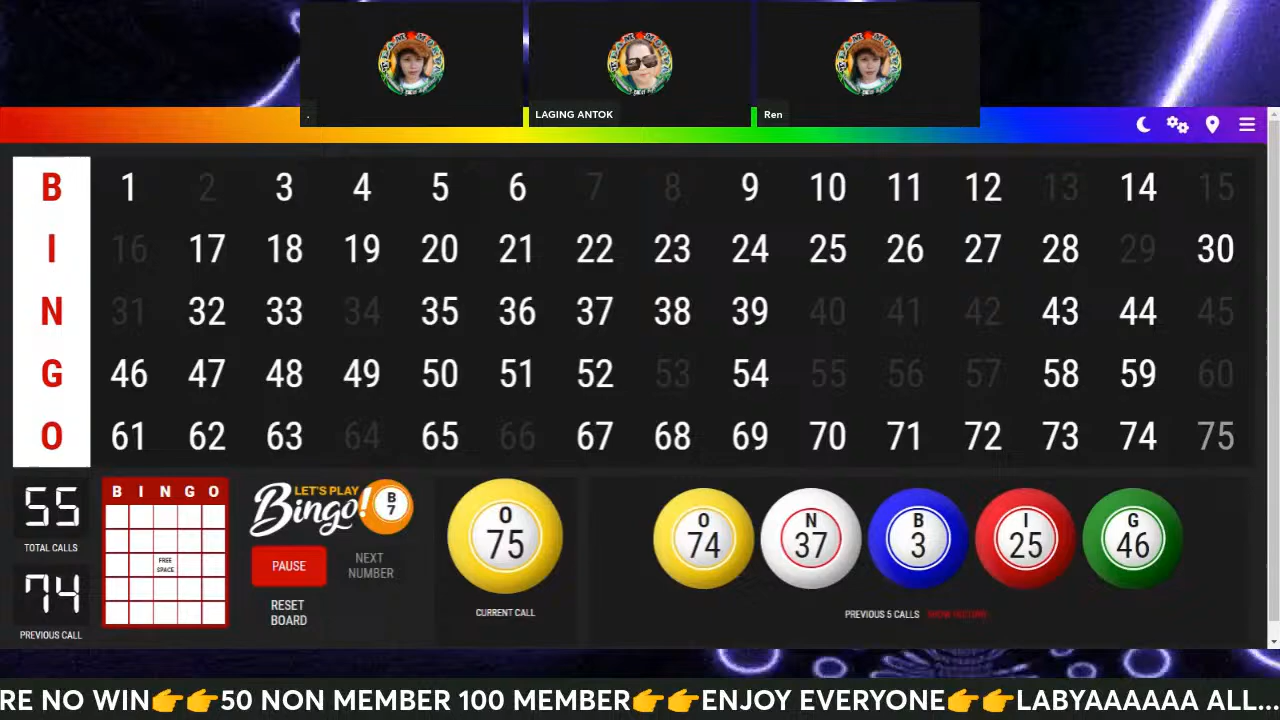 .
LAGING ANTOK
Ren
B 1 2 3 4 5 6 7 8 9 10 11 12 13 14 15
I 16 17 18 19 20 21 22 23 24 25 26 27 28 29 30
N 31 32 33 34 35 36 37 38 39 40 41 42 43 44 45
G 46 47 48 49 50 51 52 53 54 55 56 57 58 59 60
O 61 62 63 64 65 66 67 68 69 70 71 72 73 74 75
55
TOTAL CALLS
74
PREVIOUS CALL
B I N G O
FREE
SPACE
LET'S PLAY
Bingo!
B
7
PAUSE
NEXT
NUMBER
RESET
BOARD
O
75
CURRENT CALL
O
74
N
37
B
3
I
25
G
46
PREVIOUS 5 CALLS SHOW HISTORY
RE NO WIN👉👉50 NON MEMBER 100 MEMBER👉👉ENJOY EVERYONE👉👉LABYAAAAAA ALL...